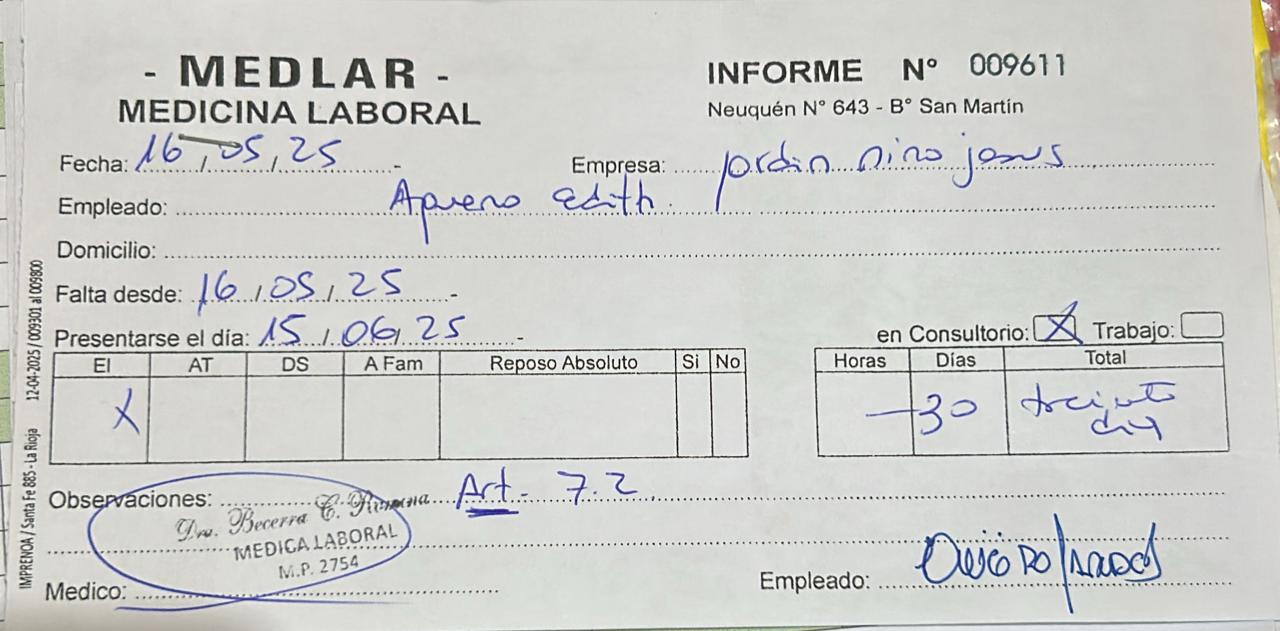 - MEDLAR -
MEDICINA LABORAL
INFORME N° 009611
Neuquén N° 643 - B° San Martín
Fecha: 16/05/25 -
Empresa: Jardin niño jesus
Empleado: Edith
Domicilio:
Falta desde: 16/05/25 -
Presentarse el día: 15/06/25 -
en Consultorio: X Trabajo:
EI AT DS A Fam Reposo Absoluto Si No
X
Horas Días Total
— 30 treinta
Observaciones: Art. 7.2
Dra. Becerra C. Romina
MEDICA LABORAL
M.P. 2754
Medico:
Empleado:
IMPRENOA / Santa Fe 885 - La Rioja 12-04-2025 / 009301 al 009800